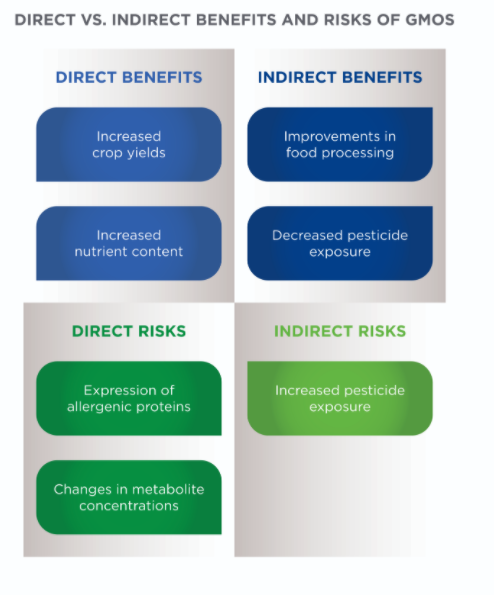 DIRECT VS. INDIRECT BENEFITS AND RISKS OF GMOS
DIRECT BENEFITS
Increased
crop yields
Increased
nutrient content
INDIRECT BENEFITS
Improvements in
food processing
Decreased pesticide
exposure
DIRECT RISKS
Expression of
allergenic proteins
Changes in metabolite
concentrations
INDIRECT RISKS
Increased pesticide
exposure